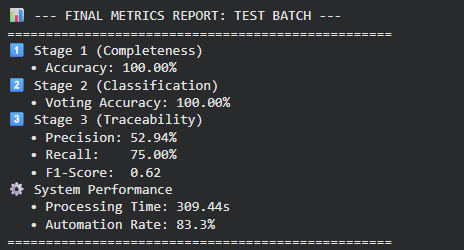 📊 --- FINAL METRICS REPORT: TEST BATCH ---
================================================
1️⃣ Stage 1 (Completeness)
• Accuracy: 100.00%
2️⃣ Stage 2 (Classification)
• Voting Accuracy: 100.00%
3️⃣ Stage 3 (Traceability)
• Precision: 52.94%
• Recall:    75.00%
• F1-Score:  0.62
⚙️ System Performance
• Processing Time: 309.44s
• Automation Rate: 83.3%
================================================